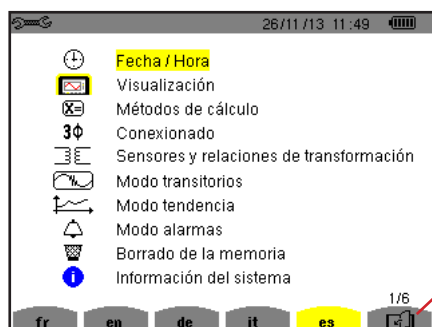 26/11/13 11:49
Fecha / Hora
Visualización
X= Métodos de cálculo
3ϕ Conexionado
Sensores y relaciones de transformación
Modo transitorios
Modo tendencia
Modo alarmas
Borrado de la memoria
i Información del sistema
1/6
fr en de it es